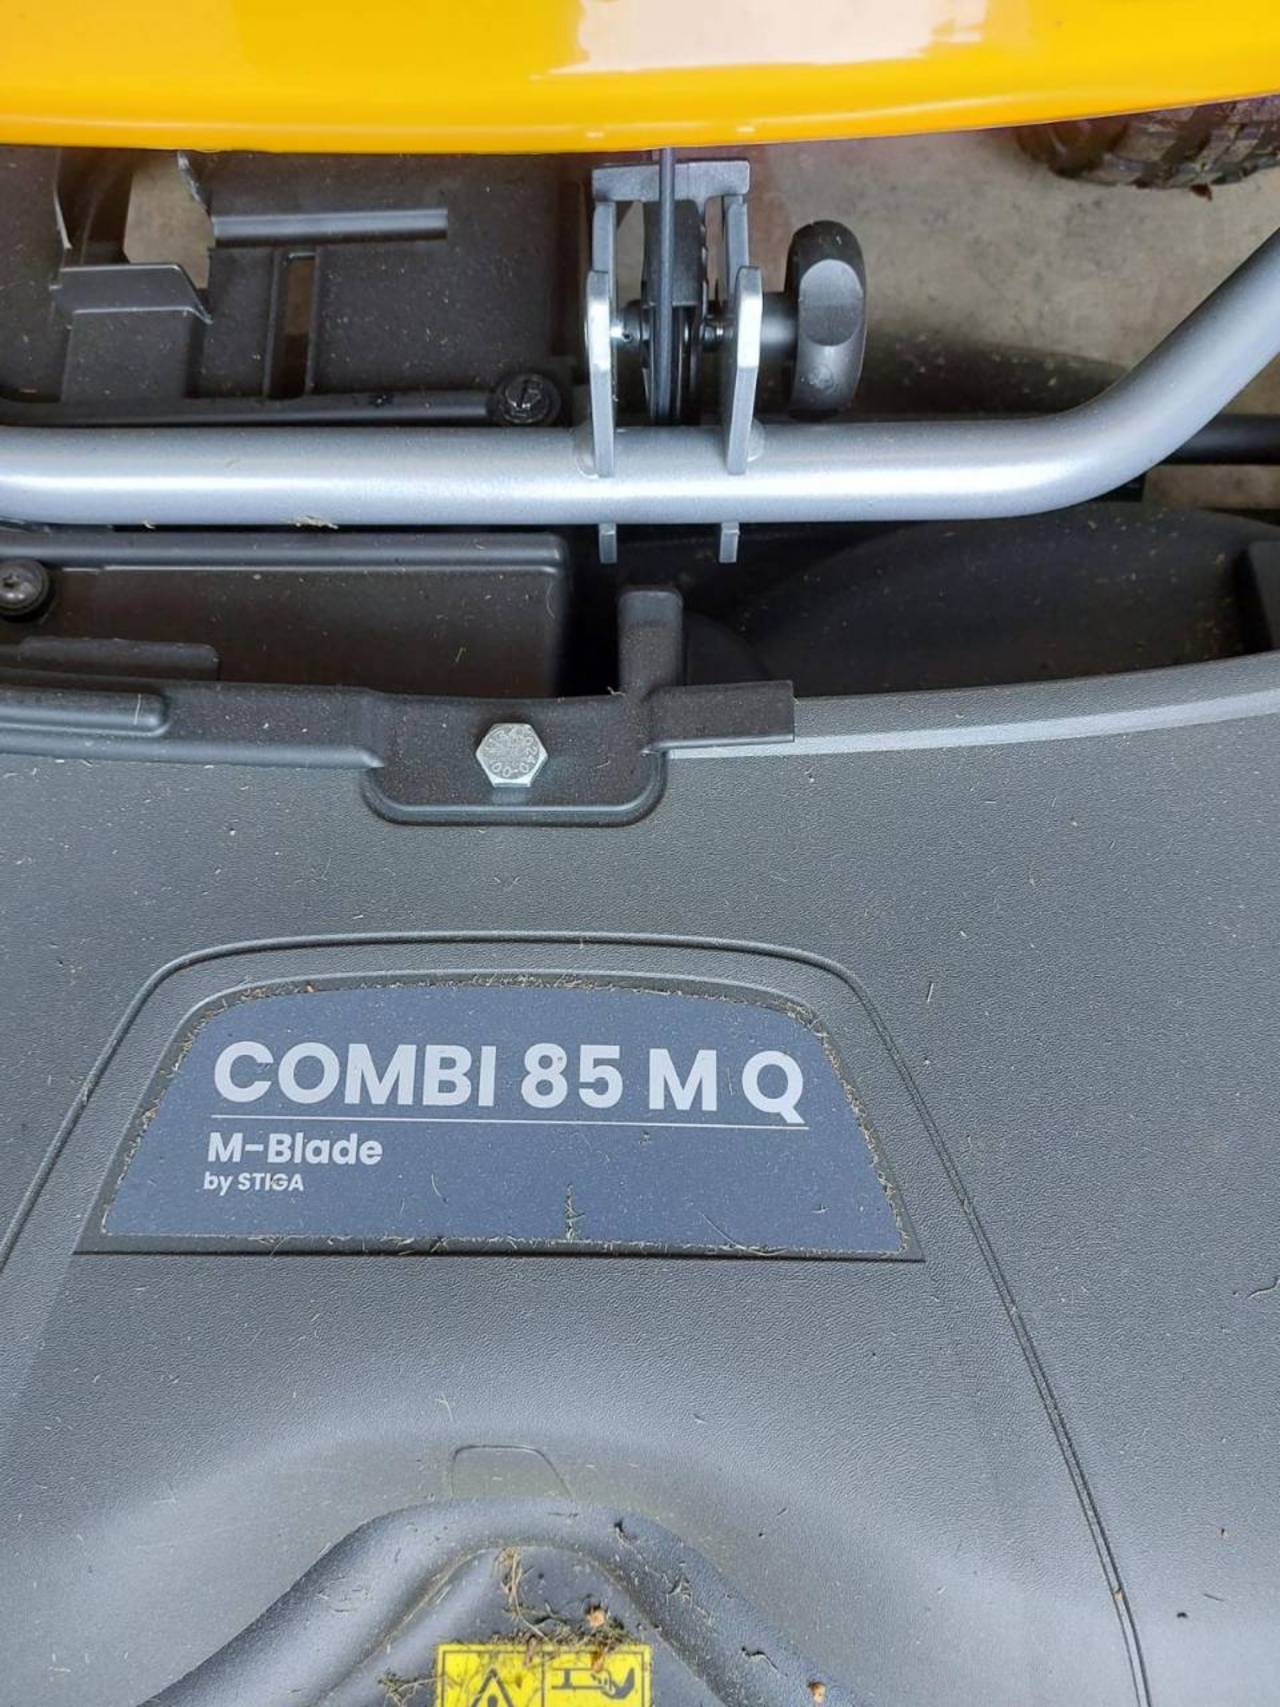 COMBI 85 M Q
M-Blade
by STIGA